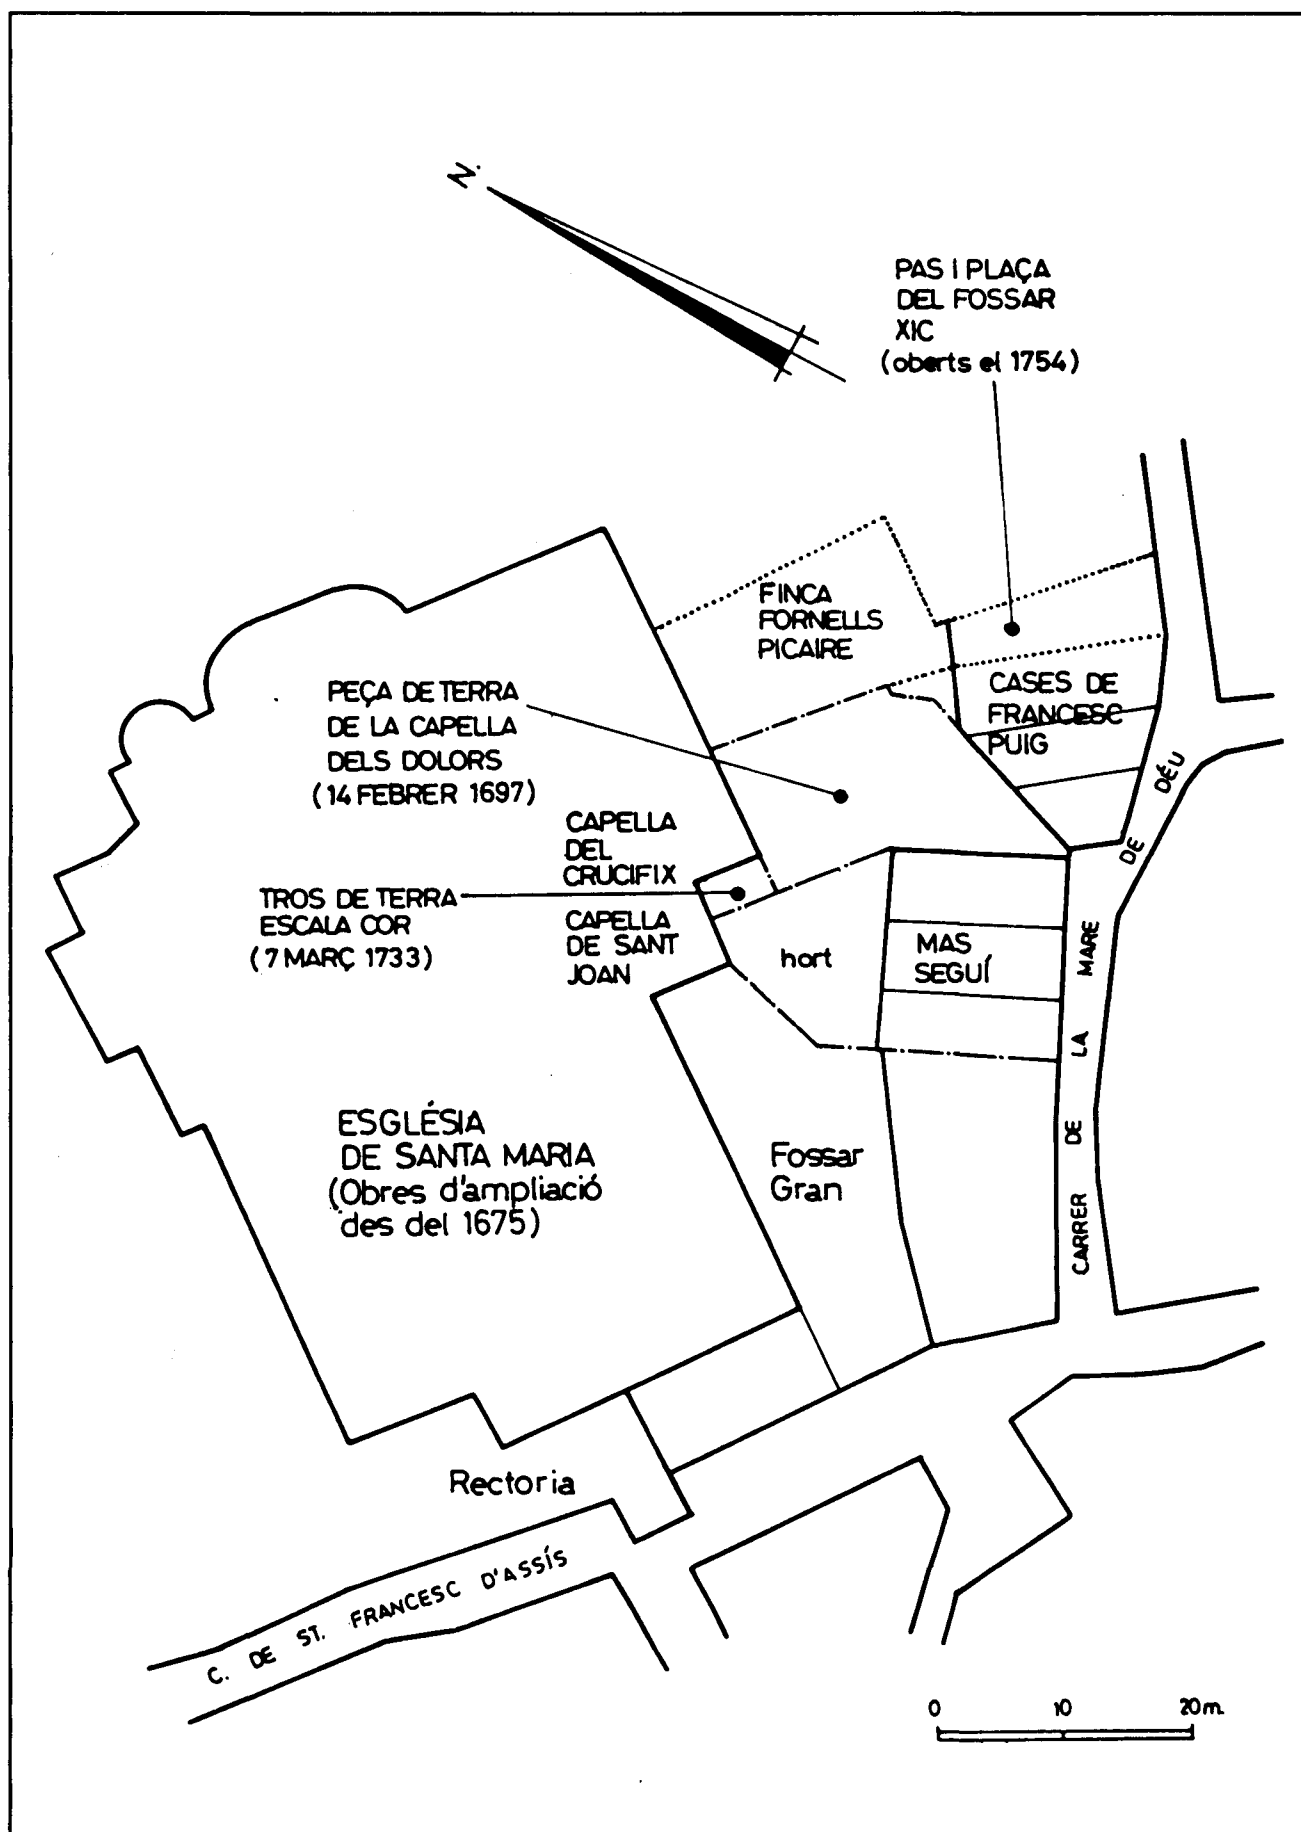 N.
PAS I PLAÇA
DEL FOSSAR
XIC
(oberts el 1754)
FINCA
FORNELLS
PICAIRE
PEÇA DE TERRA
DE LA CAPELLA
DELS DOLORS
(14 FEBRER 1697)
CASES DE
FRANCESC
PUIG
CAPELLA
DEL
CRUCIFIX
TROS DE TERRA
ESCALA COR
(7 MARÇ 1733)
CAPELLA
DE SANT
JOAN
hort
MAS
SEGUÍ
CARRER DE LA MARE DE DÉU
ESGLÉSIA
DE SANTA MARIA
(Obres d'ampliació
des del 1675)
Fossar
Gran
Rectoria
C. DE ST. FRANCESC D'ASSÍS
0 10 20m.